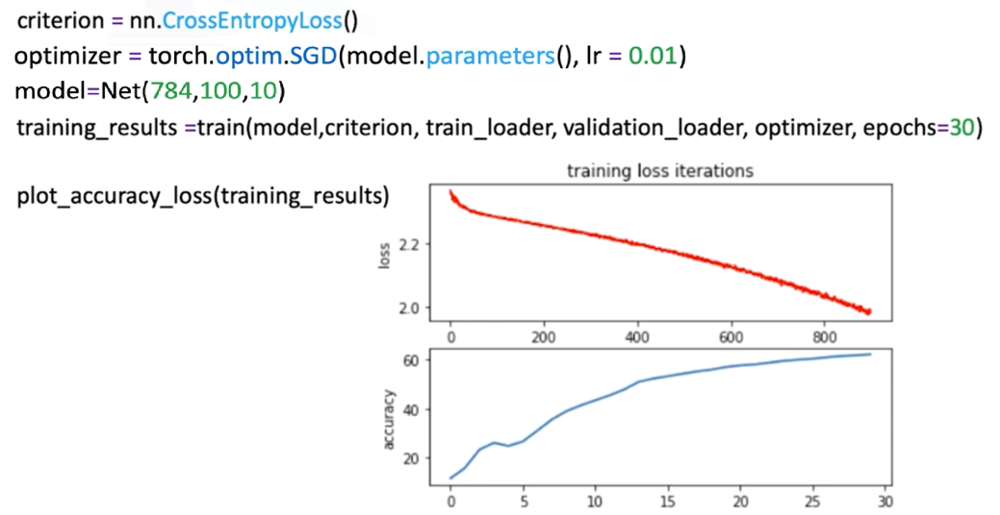 criterion = nn.CrossEntropyLoss()
optimizer = torch.optim.SGD(model.parameters(), lr = 0.01)
model=Net(784,100,10)
training_results =train(model,criterion, train_loader, validation_loader, optimizer, epochs=30)
plot_accuracy_loss(training_results)
training loss iterations
loss
2.2
2.0
0 200 400 600 800
accuracy
60
40
20
0 5 10 15 20 25 30